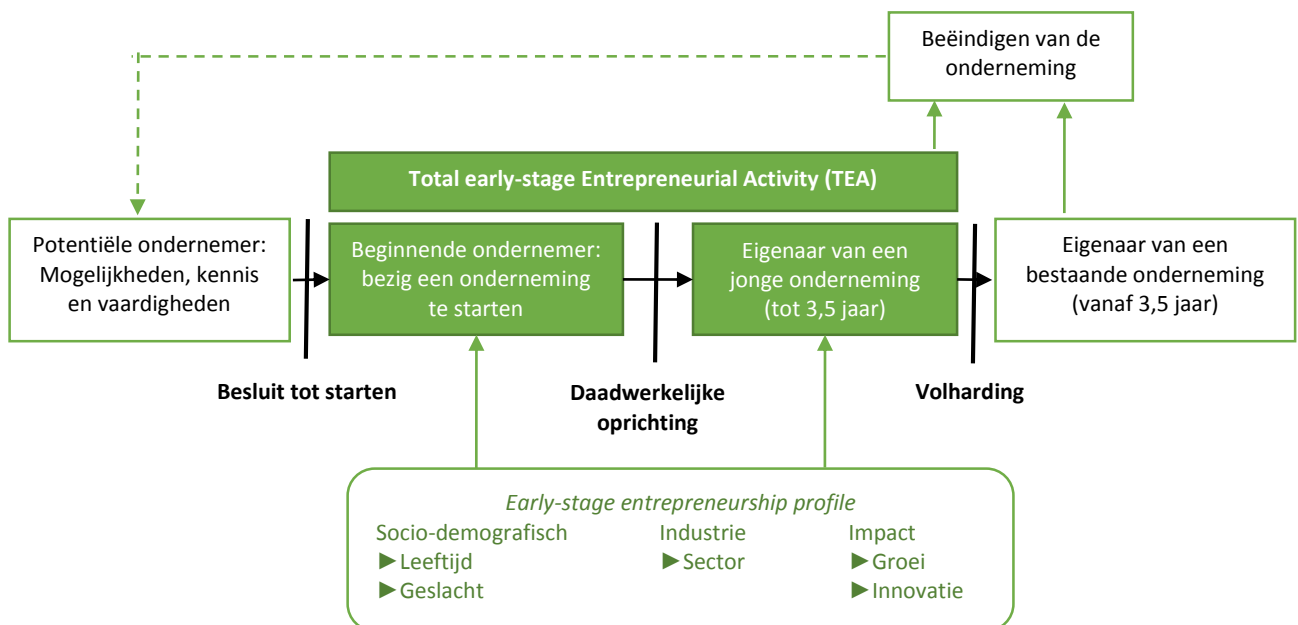 Beëindigen van de
onderneming
Total early-stage Entrepreneurial Activity (TEA)
Potentiële ondernemer:
Mogelijkheden, kennis
en vaardigheden
Beginnende ondernemer:
bezig een onderneming
te starten
Eigenaar van een
jonge onderneming
(tot 3,5 jaar)
Eigenaar van een
bestaande onderneming
(vanaf 3,5 jaar)
Besluit tot starten
Daadwerkelijke
oprichting
Volharding
Early-stage entrepreneurship profile
Socio-demografisch
►Leeftijd
►Geslacht
Industrie
►Sector
Impact
►Groei
►Innovatie